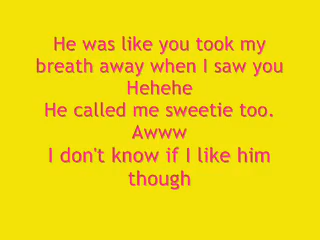 He was like you took my
breath away when I saw you
Hehehe
He called me sweetie too.
Awww
I don't know if I like him
though